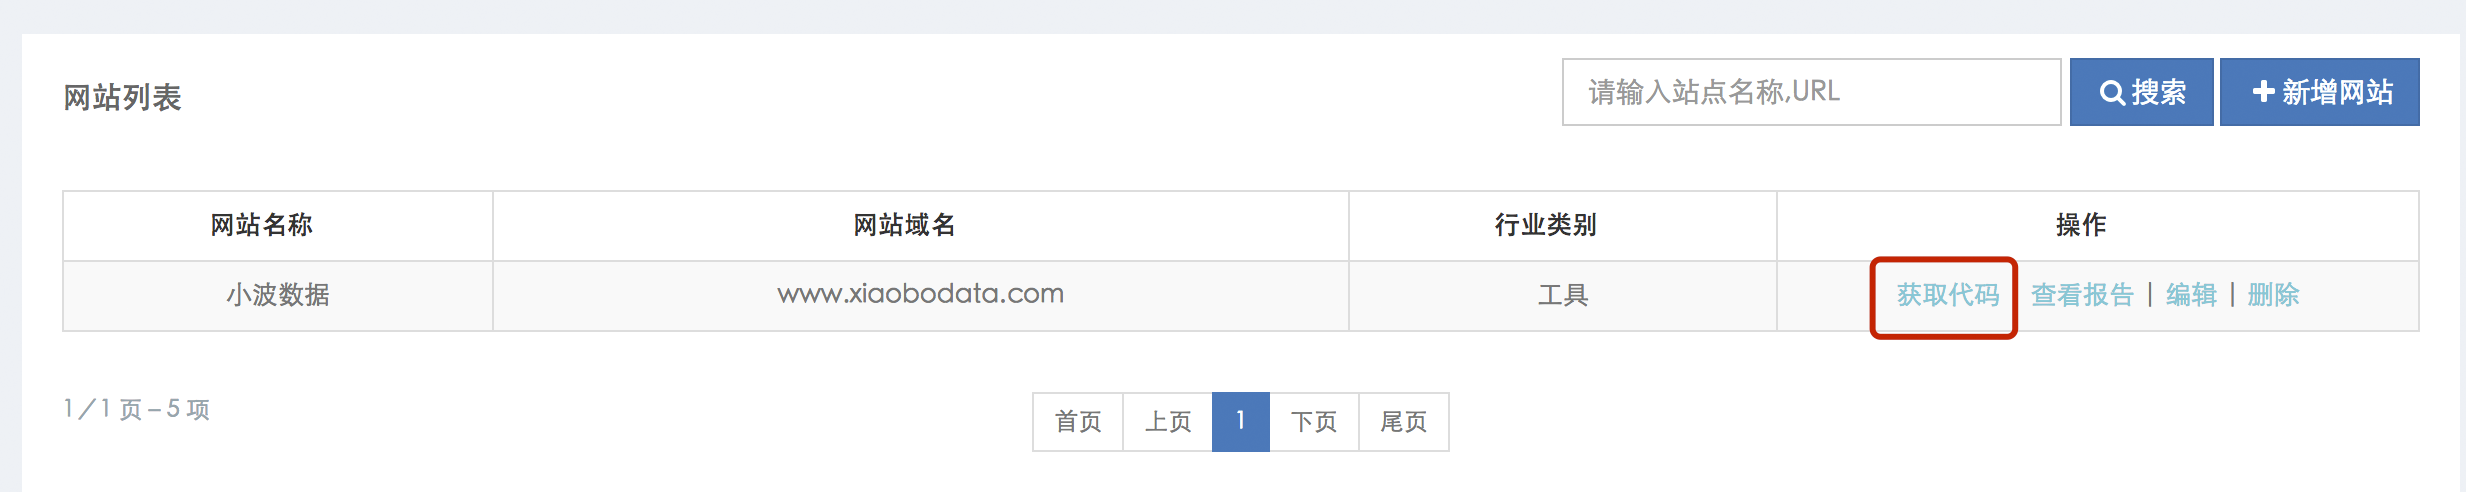 网站列表
请输入站点名称,URL 搜索 新增网站
网站名称 网站域名 行业类别 操作
小波数据 www.xiaobodata.com 工具 获取代码 查看报告 | 编辑 | 删除
1/1 页–5 项 首页 上页 1 下页 尾页